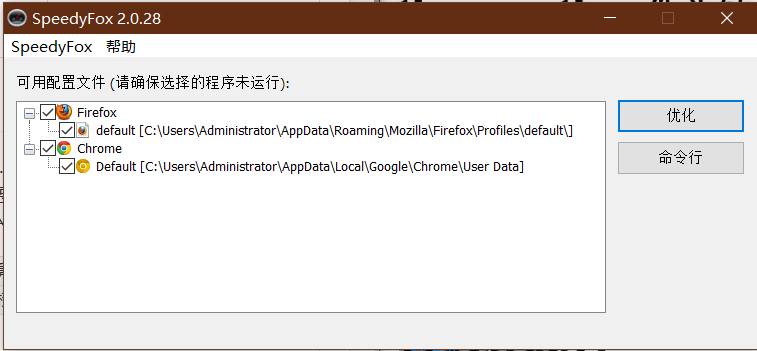 SpeedyFox 2.0.28
SpeedyFox 帮助
可用配置文件 (请确保选择的程序未运行):
Firefox
default [C:\Users\Administrator\AppData\Roaming\Mozilla\Firefox\Profiles\default\]
Chrome
Default [C:\Users\Administrator\AppData\Local\Google\Chrome\User Data]
优化
命令行